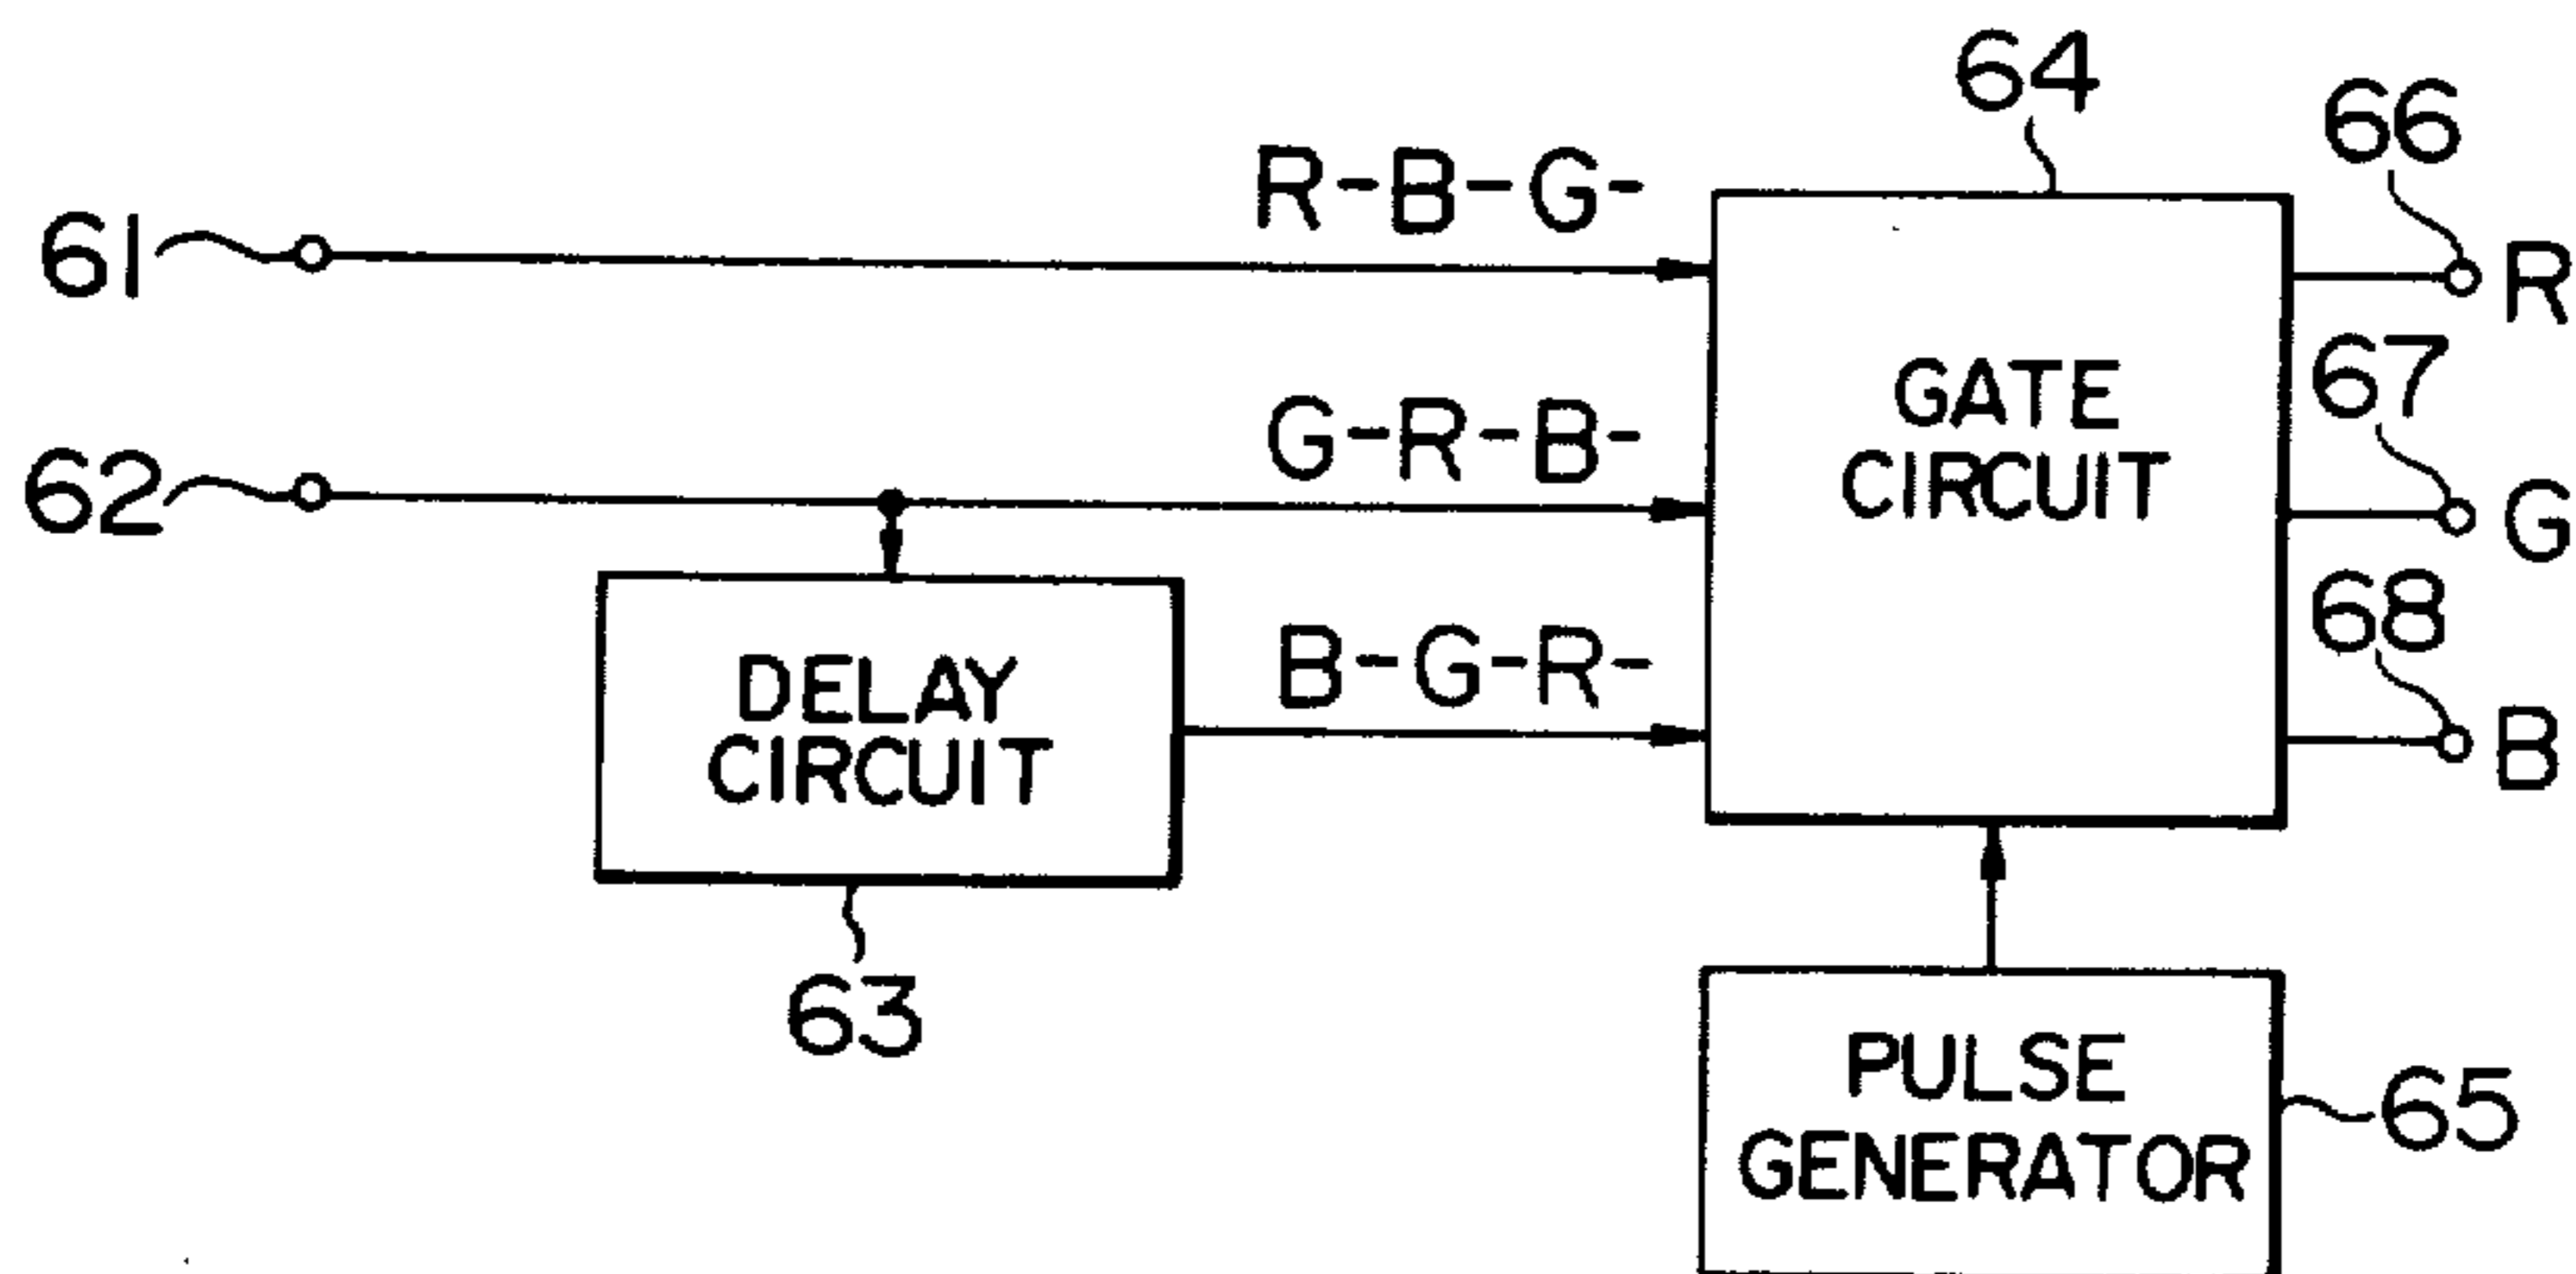 64
66
R-B-G-
61
R
GATE
CIRCUIT
67
G-R-B-
62
G
68
B-G-R-
DELAY
CIRCUIT
B
63
PULSE
GENERATOR
65